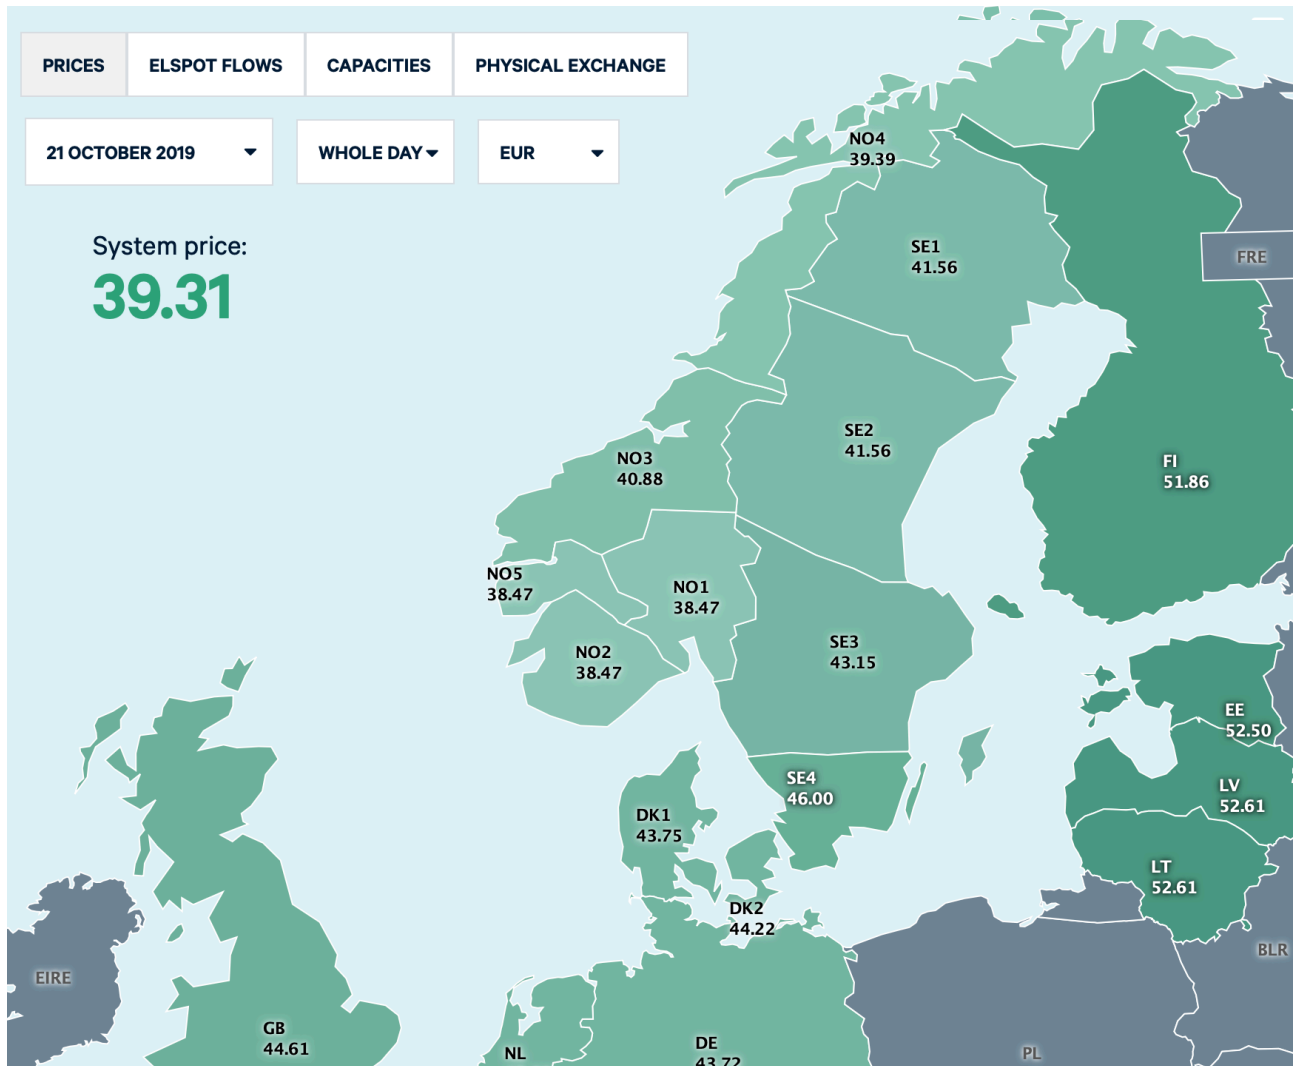 PRICES
ELSPOT FLOWS
CAPACITIES
PHYSICAL EXCHANGE
21 OCTOBER 2019
WHOLE DAY
EUR
System price:
39.31
NO4
39.39
SE1
41.56
FRE
SE2
41.56
NO3
40.88
FI
51.86
NO5
38.47
NO1
38.47
NO2
38.47
SE3
43.15
EE
52.50
SE4
46.00
LV
52.61
DK1
43.75
LT
52.61
DK2
44.22
BLR
EIRE
GB
44.61
NL
DE
43.72
PL